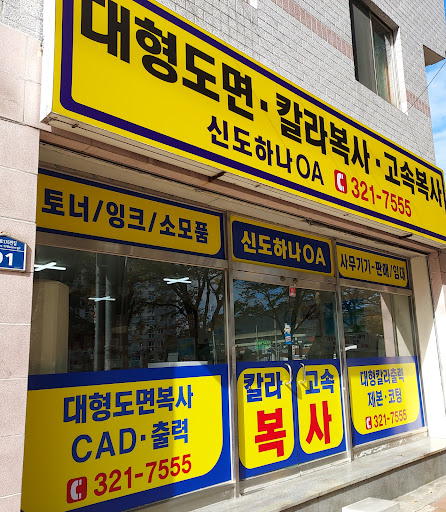 대형도면·칼라복사·고속복사
신도하나OA 321-7555
토너/잉크/소모품
신도하나OA
사무기기-판매/임대
91
대형도면복사
CAD·출력
321-7555
칼라
복
고속
사
대형칼라출력
제본·코팅
321-7555